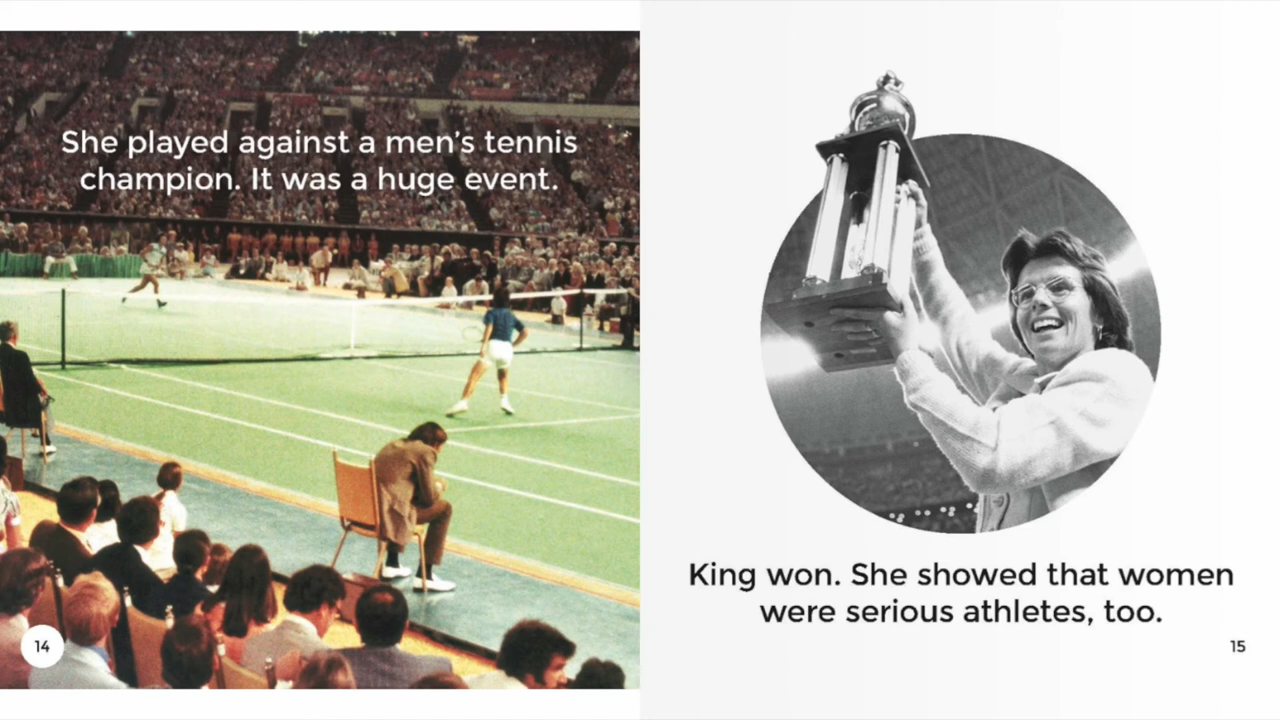 She played against a men's tennis
champion. It was a huge event.
14
King won. She showed that women
were serious athletes, too.
15